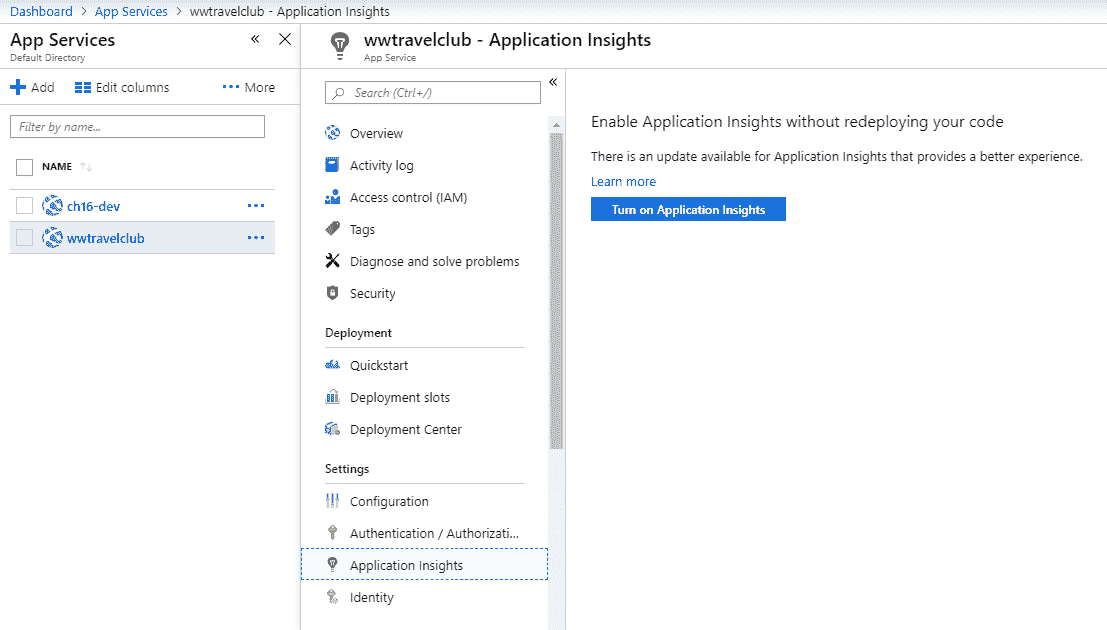 Dashboard > App Services > wwtravelclub - Application Insights
App Services
Default Directory
« ×
+ Add Edit columns ••• More
Filter by name...
NAME ↑↓
ch16-dev •••
wwtravelclub •••
wwtravelclub - Application Insights
App Service
Search (Ctrl+/)
«
Overview
Activity log
Access control (IAM)
Tags
Diagnose and solve problems
Security
Deployment
Quickstart
Deployment slots
Deployment Center
Settings
Configuration
Authentication / Authorizati...
Application Insights
Identity
Enable Application Insights without redeploying your code
There is an update available for Application Insights that provides a better experience.
Learn more
Turn on Application Insights